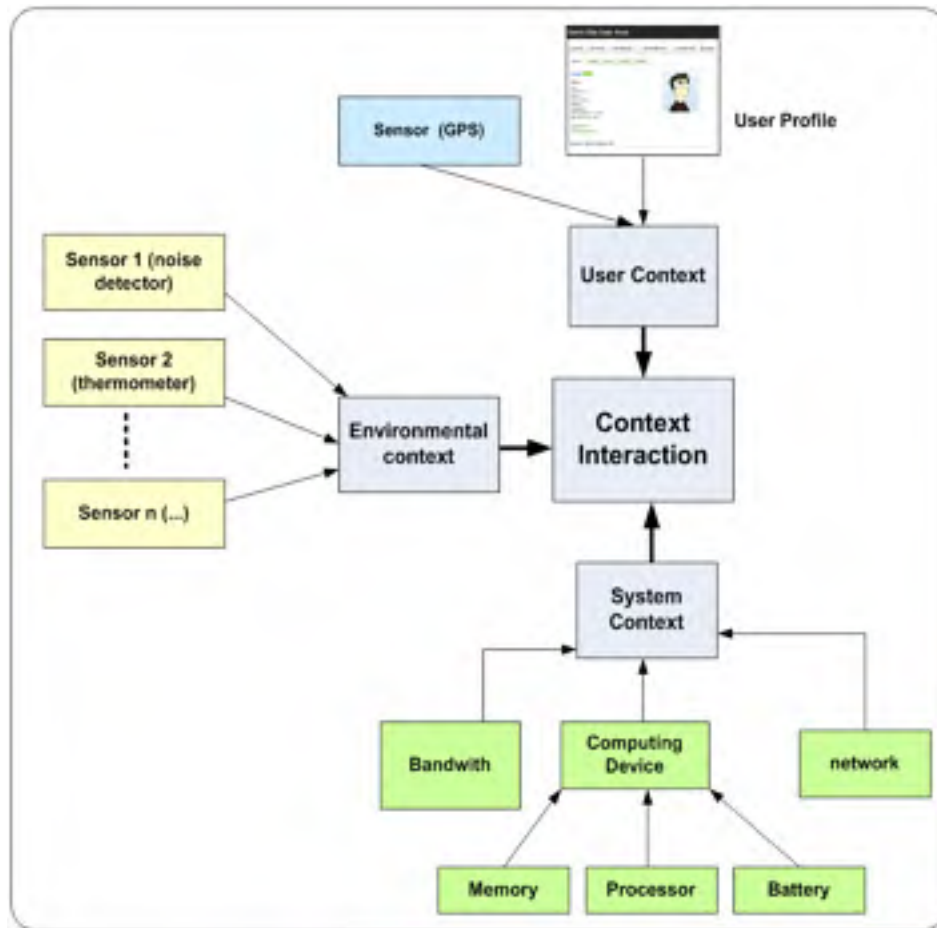 User Profile
Sensor (GPS)
User Context
Sensor 1 (noise
detector)
Sensor 2
(thermometer)
Sensor n (...)
Environmental
context
Context
Interaction
System
Context
Bandwith
Computing
Device
network
Memory
Processor
Battery